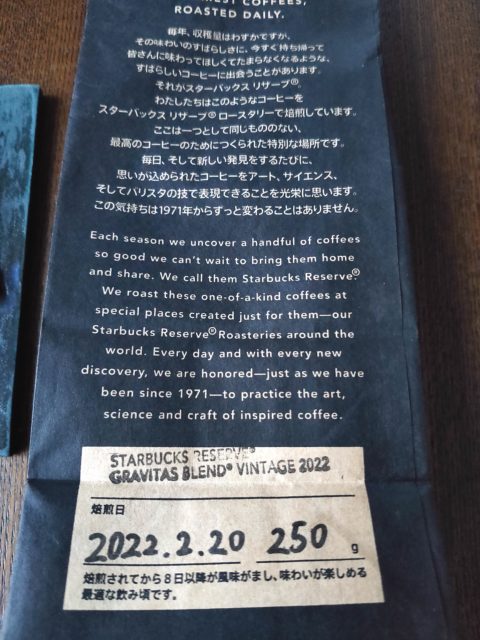 EST COFFEES,
ROASTED DAILY.
毎年、収穫量はわずかですが、
その味わいのすばらしさに、今すぐ持ち帰って
皆さんに味わってほしくてたまらなくなるような、
すばらしいコーヒーに出会うことがあります。
それがスターバックス リザーブ®。
わたしたちはこのようなコーヒーを
スターバックス リザーブ® ロースタリーで焙煎しています。
ここは一つとして同じもののない、
最高のコーヒーのためにつくられた特別な場所です。
毎日、そして新しい発見をするたびに、
思いが込められたコーヒーをアート、サイエンス、
そしてバリスタの技で表現できることを光栄に思います。
この気持ちは1971年からずっと変わることはありません。
Each season we uncover a handful of coffees
so good we can't wait to bring them home
and share. We call them Starbucks Reserve®.
We roast these one-of-a-kind coffees at
special places created just for them—our
Starbucks Reserve® Roasteries around the
world. Every day and with every new
discovery, we are honored—just as we have
been since 1971—to practice the art,
science and craft of inspired coffee.
STARBUCKS RESERVE®
GRAVITAS BLEND® VINTAGE 2022
焙煎日
2022.2.20 250 g
焙煎されてから8日以降が風味がまし、味わいが楽しめる
最適な飲み頃です。